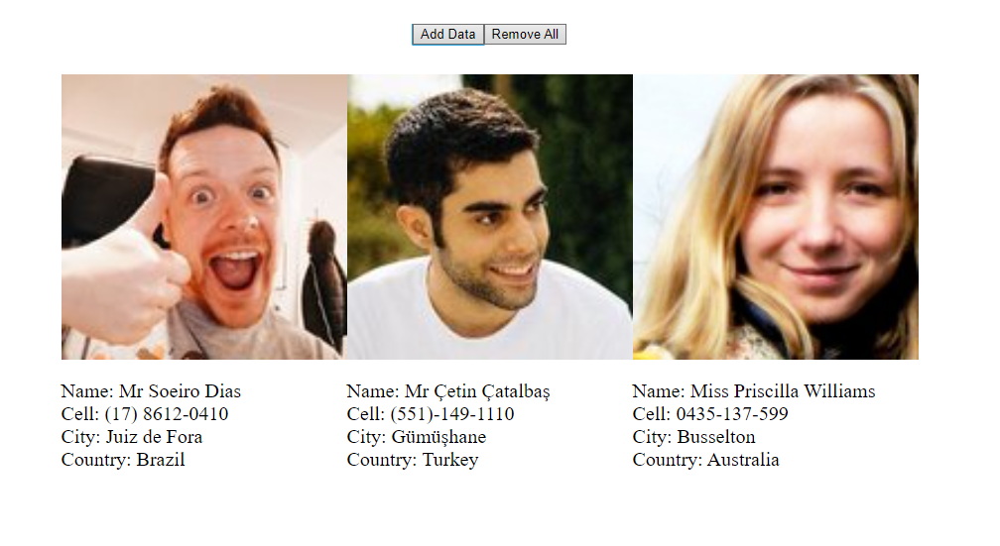 Add Data Remove All
Name: Mr Soeiro Dias
Cell: (17) 8612-0410
City: Juiz de Fora
Country: Brazil
Name: Mr Çetin Çatalbaş
Cell: (551)-149-1110
City: Gümüşhane
Country: Turkey
Name: Miss Priscilla Williams
Cell: 0435-137-599
City: Busselton
Country: Australia